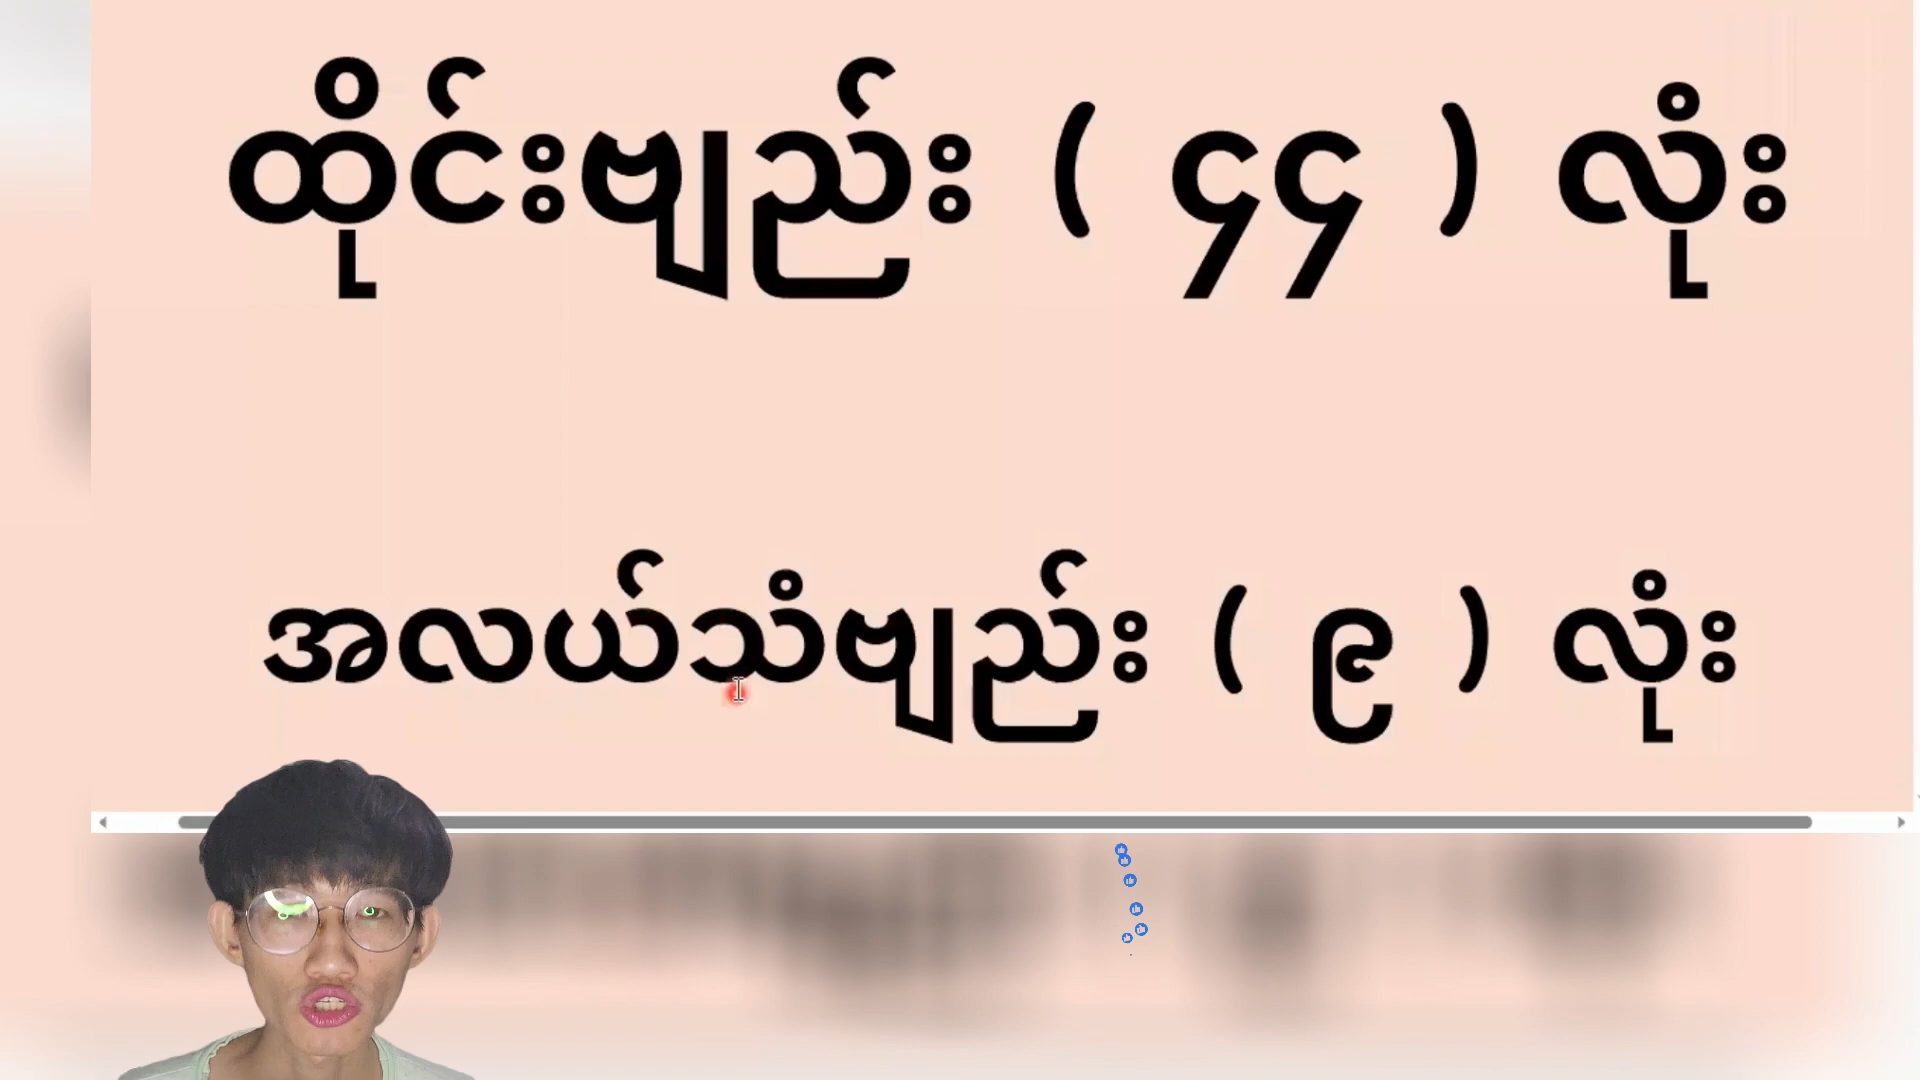 ထိုင်းဗျည်း ( ၄၄ ) လုံး
အလယ်သံဗျည်း ( ၉ ) လုံး